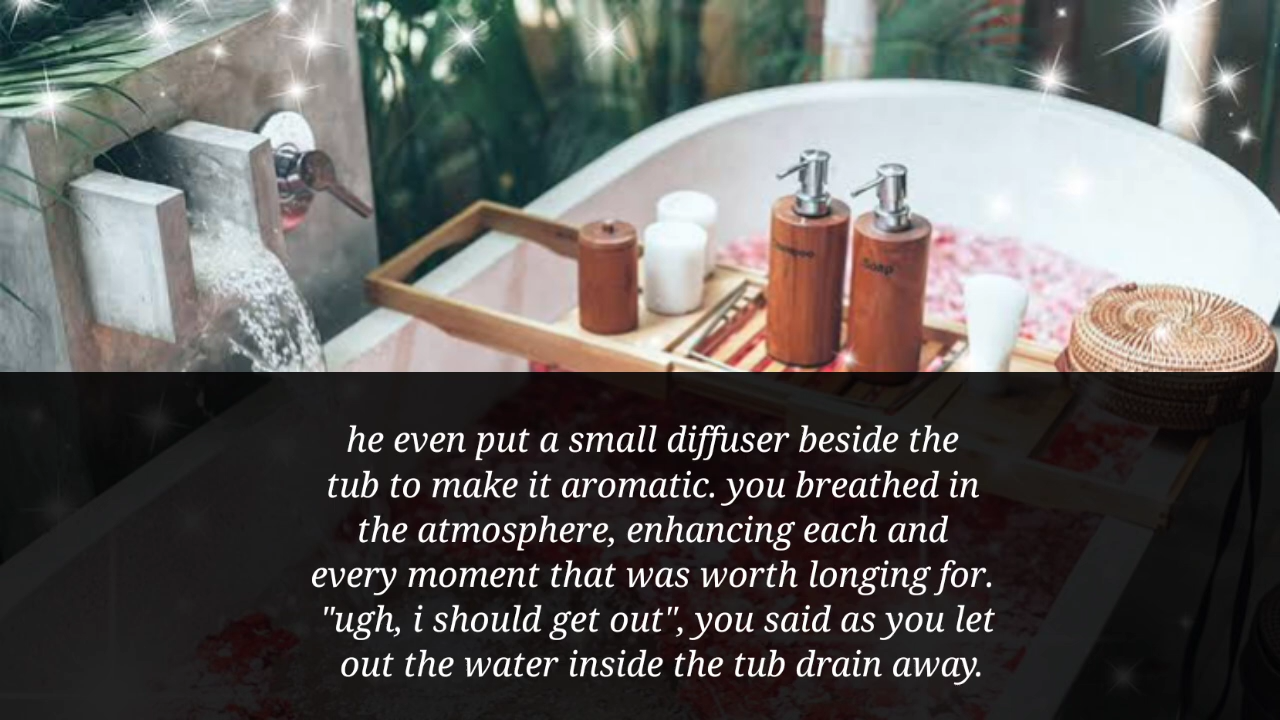 Soap
he even put a small diffuser beside the
tub to make it aromatic. you breathed in
the atmosphere, enhancing each and
every moment that was worth longing for.
"ugh, i should get out", you said as you let
out the water inside the tub drain away.